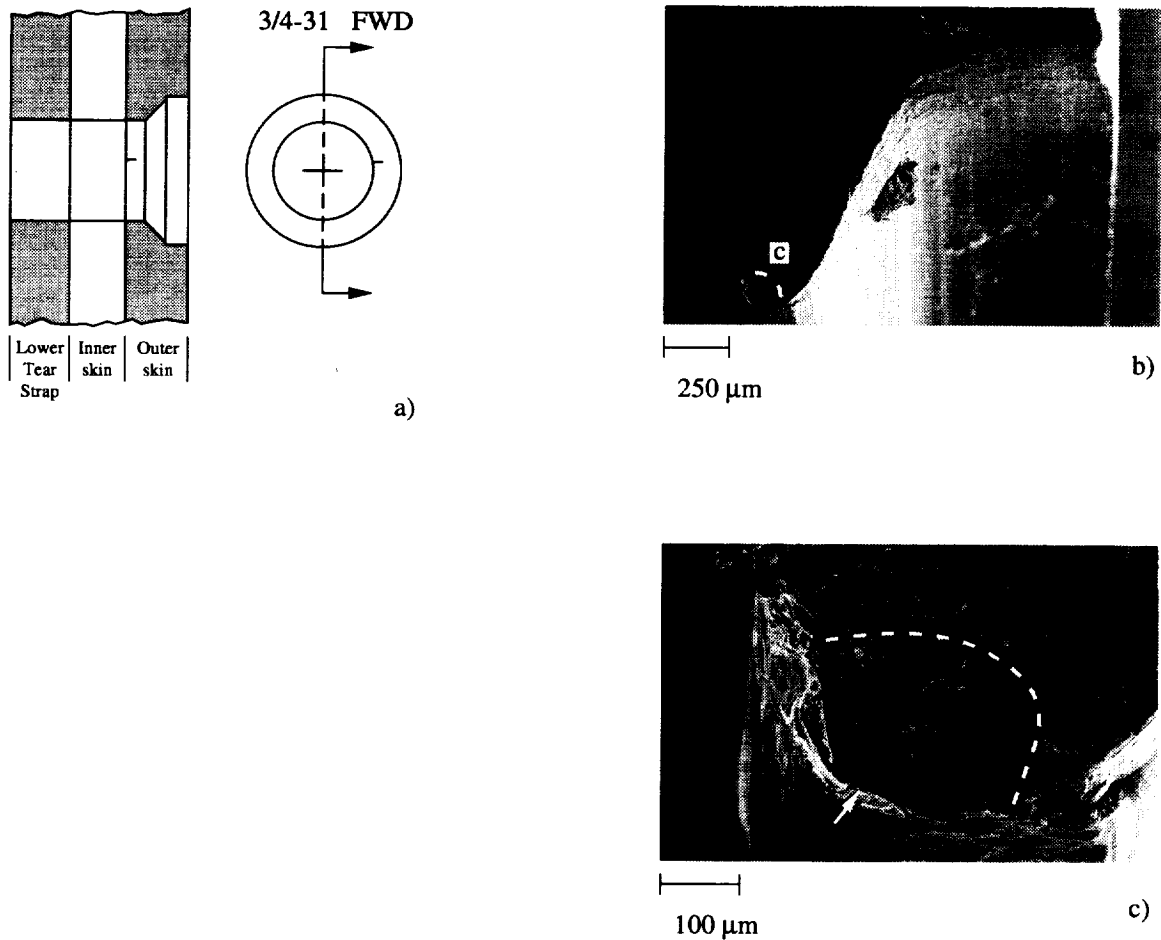 3/4-31 FWD
Lower Tear Strap
Inner skin
Outer skin
a)
c
250 μm
b)
100 μm
c)